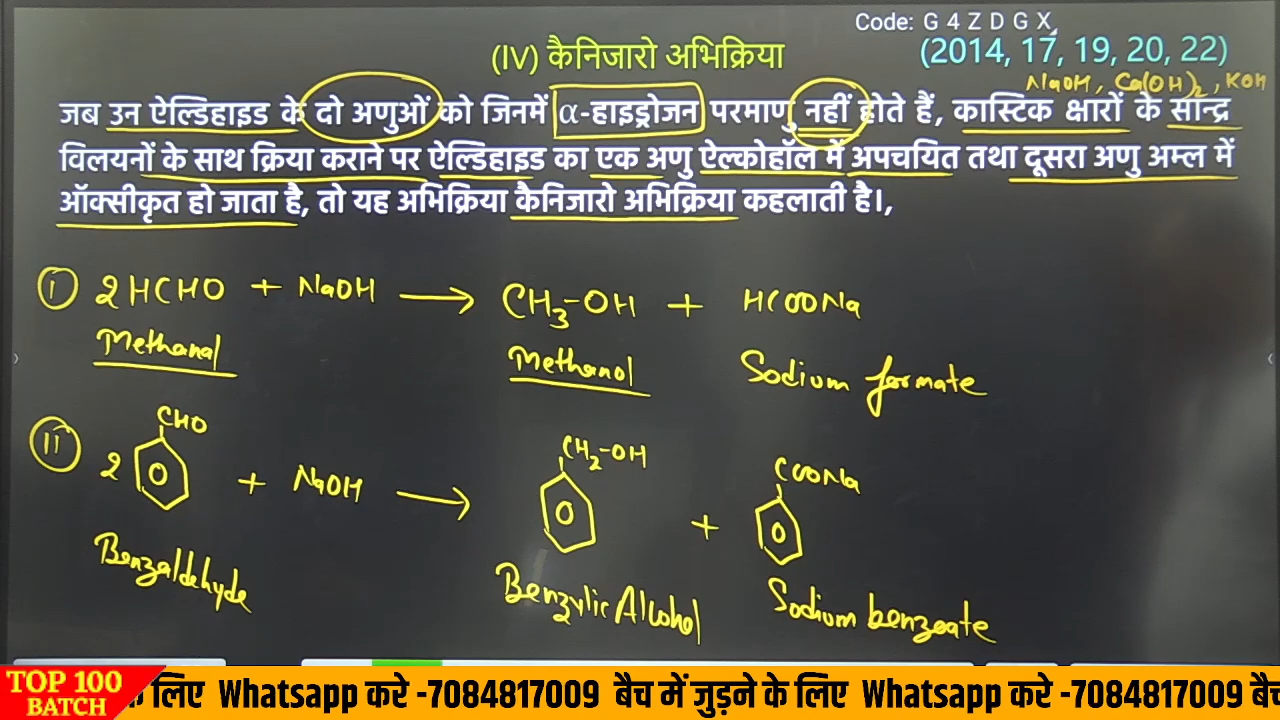 Code: G 4 Z D G X
(IV) कैनिजारो अभिक्रिया
(2014, 17, 19, 20, 22)
NaOH, Ca(OH)2, KOH
जब उन ऐल्डिहाइड के दो अणुओं को जिनमें α-हाइड्रोजन परमाणु नहीं होते हैं, कास्टिक क्षारों के सान्द्र
विलयनों के साथ क्रिया कराने पर ऐल्डिहाइड का एक अणु ऐल्कोहॉल में अपचयित तथा दूसरा अणु अम्ल में
ऑक्सीकृत हो जाता है, तो यह अभिक्रिया कैनिजारो अभिक्रिया कहलाती है।,
(i) 2HCHO + NaOH → CH3-OH + HCOONa
Methanal Methanol Sodium formate
CHO CH2-OH COONa
(ii) 2 + NaOH → +
Benzaldehyde Benzylic Alcohol Sodium benzoate
TOP 100
BATCH
के लिए Whatsapp करे -7084817009 बैच में जुड़ने के लिए Whatsapp करे -7084817009 बैच